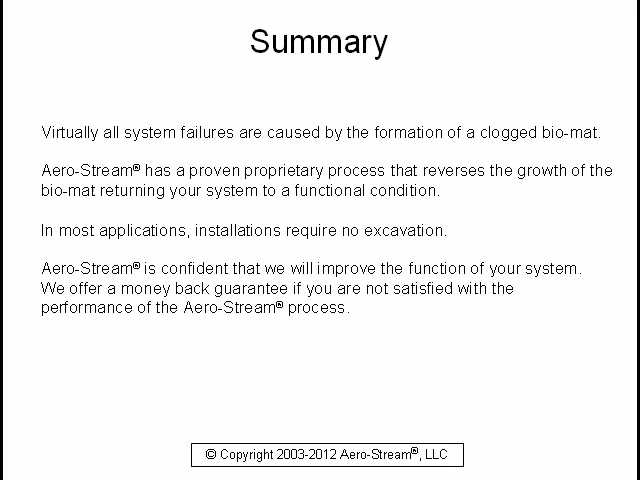 Summary
Virtually all system failures are caused by the formation of a clogged bio-mat.
Aero-Stream® has a proven proprietary process that reverses the growth of the
bio-mat returning your system to a functional condition.
In most applications, installations require no excavation.
Aero-Stream® is confident that we will improve the function of your system.
We offer a money back guarantee if you are not satisfied with the
performance of the Aero-Stream® process.
© Copyright 2003-2012 Aero-Stream®, LLC